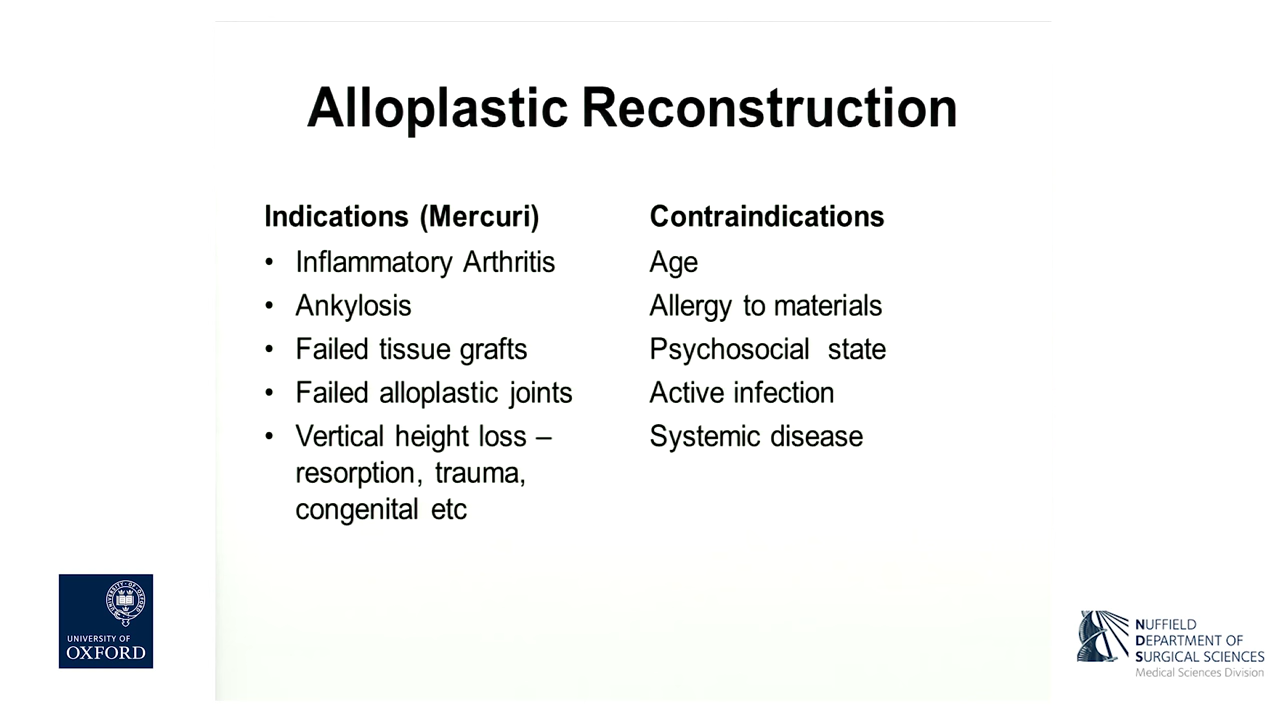 Alloplastic Reconstruction
Indications (Mercuri)
• Inflammatory Arthritis
• Ankylosis
• Failed tissue grafts
• Failed alloplastic joints
• Vertical height loss –
resorption, trauma,
congenital etc
Contraindications
Age
Allergy to materials
Psychosocial state
Active infection
Systemic disease
UNIVERSITY OF
OXFORD
NUFFIELD
DEPARTMENT OF
SURGICAL SCIENCES
Medical Sciences Division